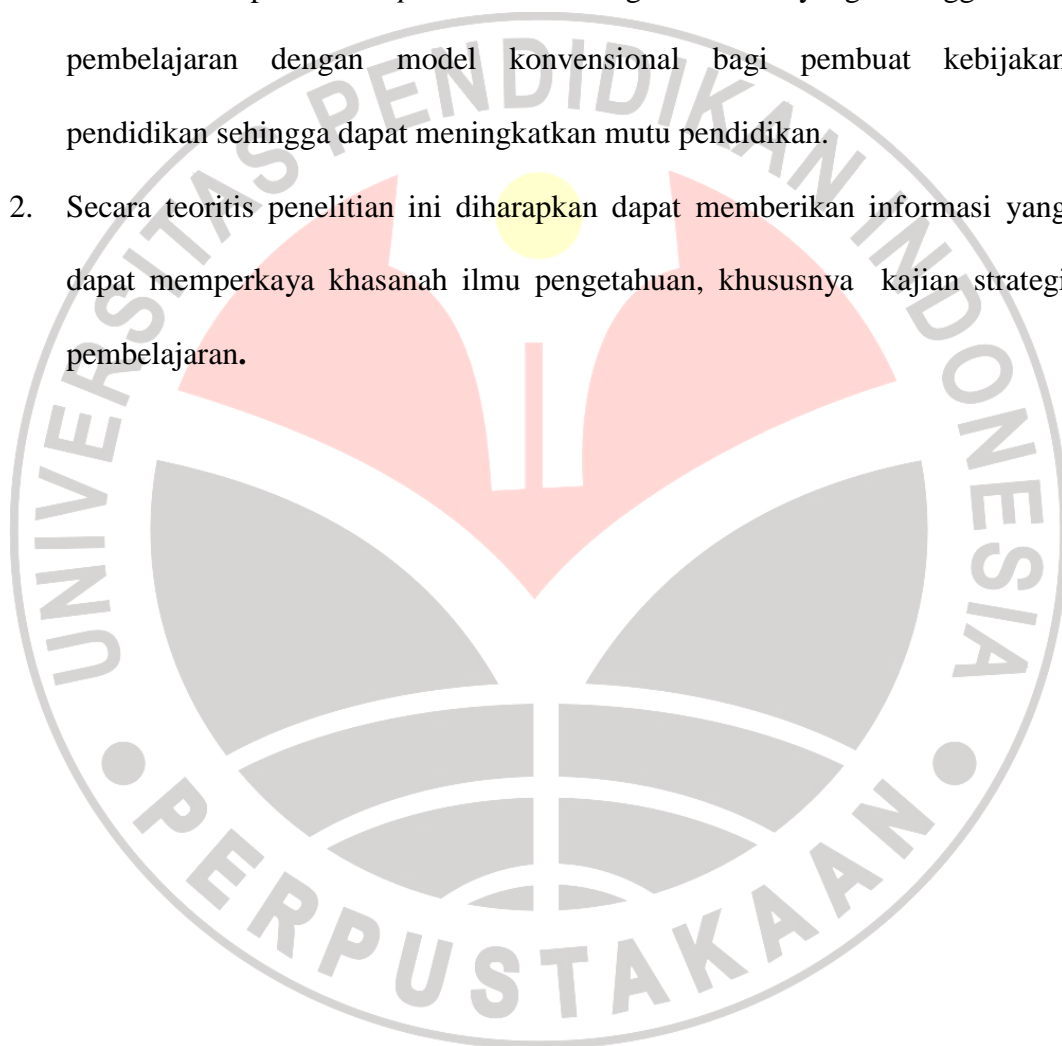 pembelajaran dengan model konvensional bagi pembuat kebijakan
pendidikan sehingga dapat meningkatkan mutu pendidikan.
2. Secara teoritis penelitian ini diharapkan dapat memberikan informasi yang
dapat memperkaya khasanah ilmu pengetahuan, khususnya kajian strategi
pembelajaran.
UNIVERSITAS PENDIDIKAN INDONESIA
PERPUSTAKAAN